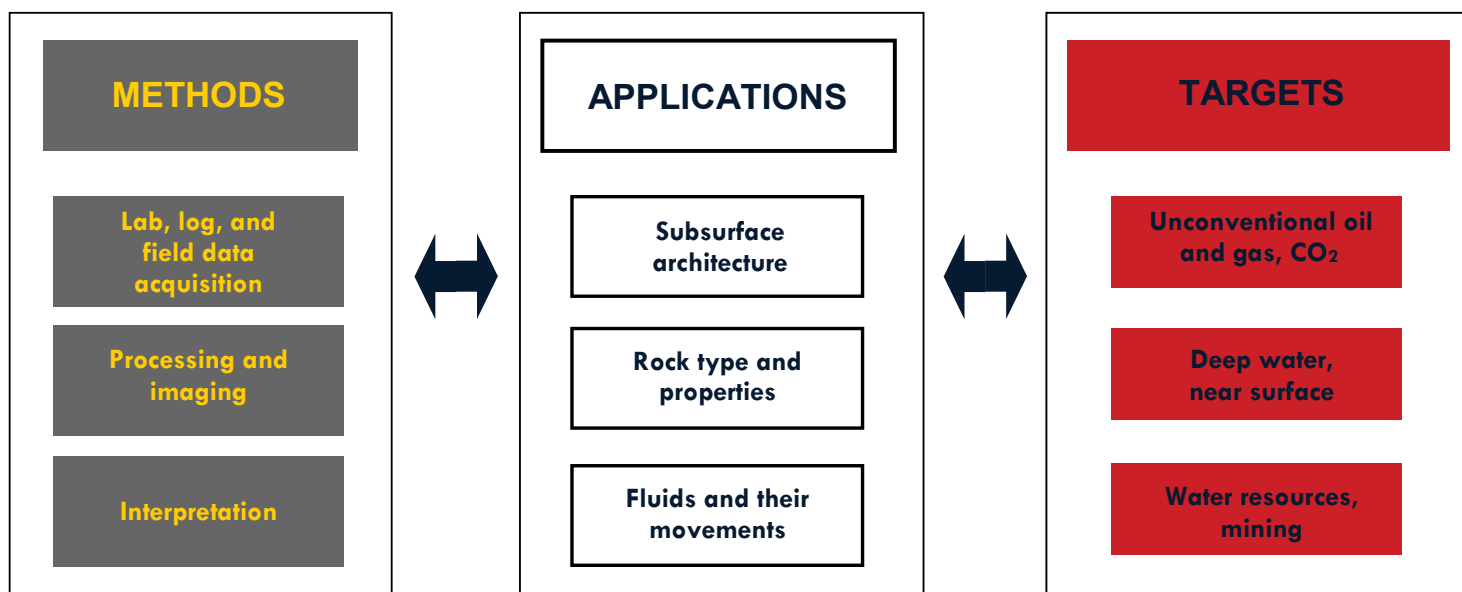 METHODS
Lab, log, and
field data
acquisition
Processing and
imaging
Interpretation
APPLICATIONS
Subsurface
architecture
Rock type and
properties
Fluids and their
movements
TARGETS
Unconventional oil
and gas, CO₂
Deep water,
near surface
Water resources,
mining